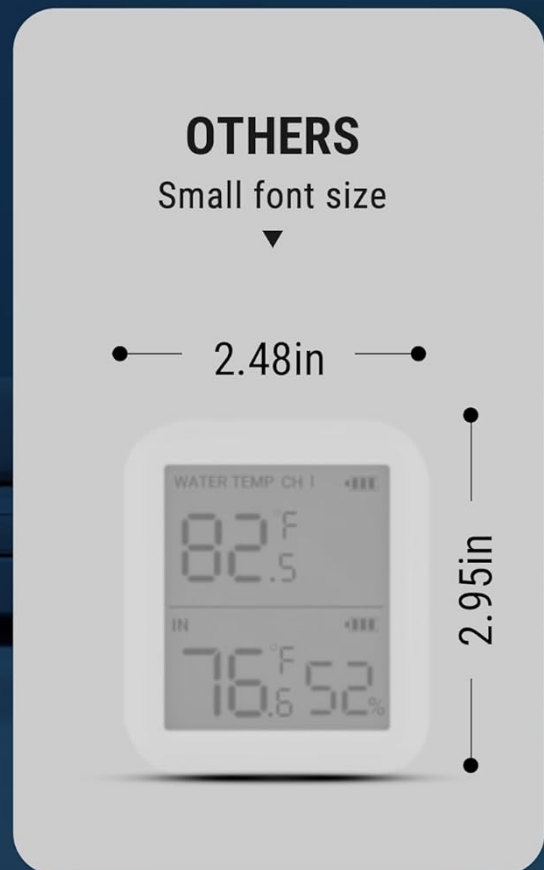 OTHERS
Small font size
2.48in
2.95in
WATER TEMP CH 1
82.5°F
IN
76.6°F 52%